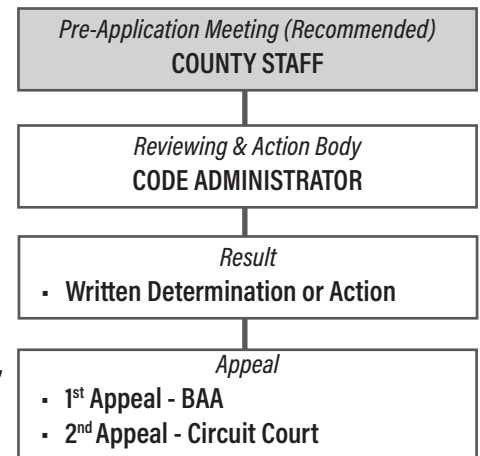 Pre-Application Meeting (Recommended)
COUNTY STAFF
Reviewing & Action Body
CODE ADMINISTRATOR
Result
▪ Written Determination or Action
Appeal
▪ 1st Appeal - BAA
▪ 2nd Appeal - Circuit Court